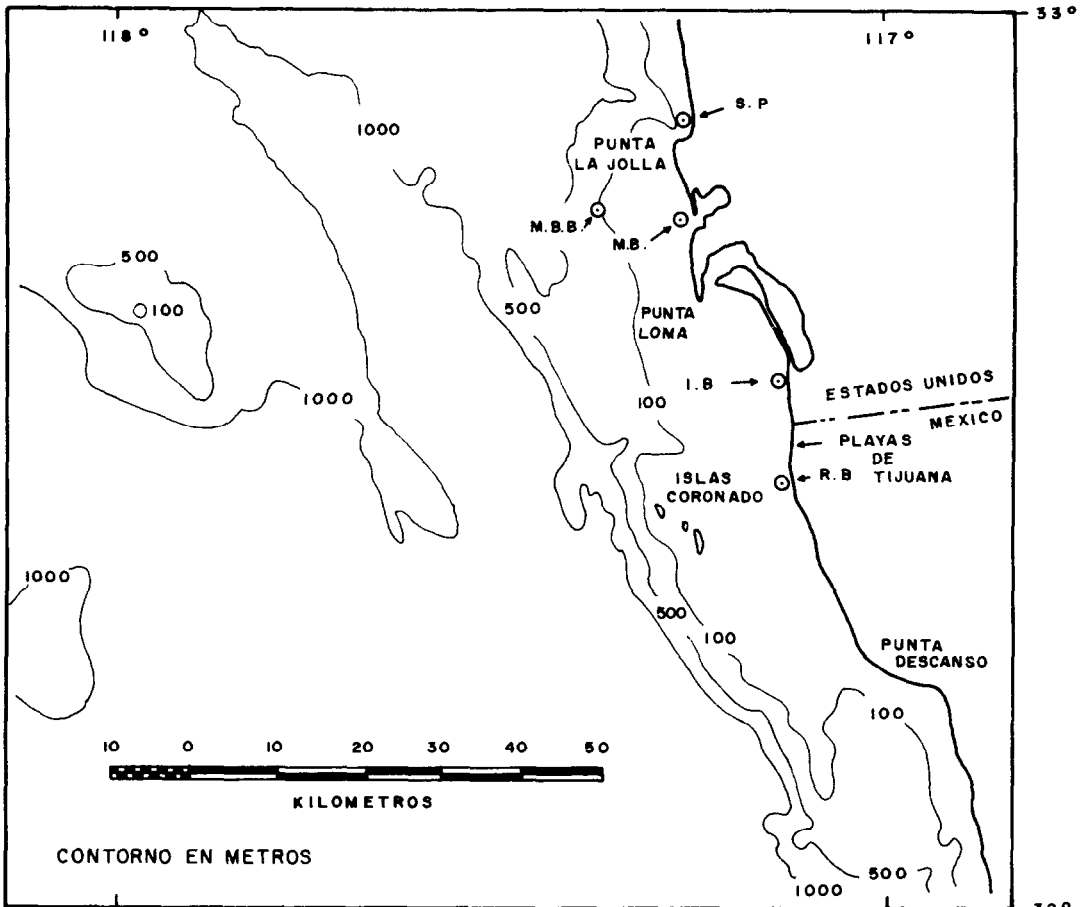 118°
117°
33°
1000
S.P
PUNTA
LA JOLLA
M.B.B.
M.B.
500
100
500
PUNTA
LOMA
I.B
ESTADOS UNIDOS
MEXICO
1000
100
PLAYAS
DE
TIJUANA
R.B
ISLAS
CORONADO
1000
500
100
PUNTA
DESCANSO
100
10 0 10 20 30 40 50
KILOMETROS
CONTORNO EN METROS
500
1000